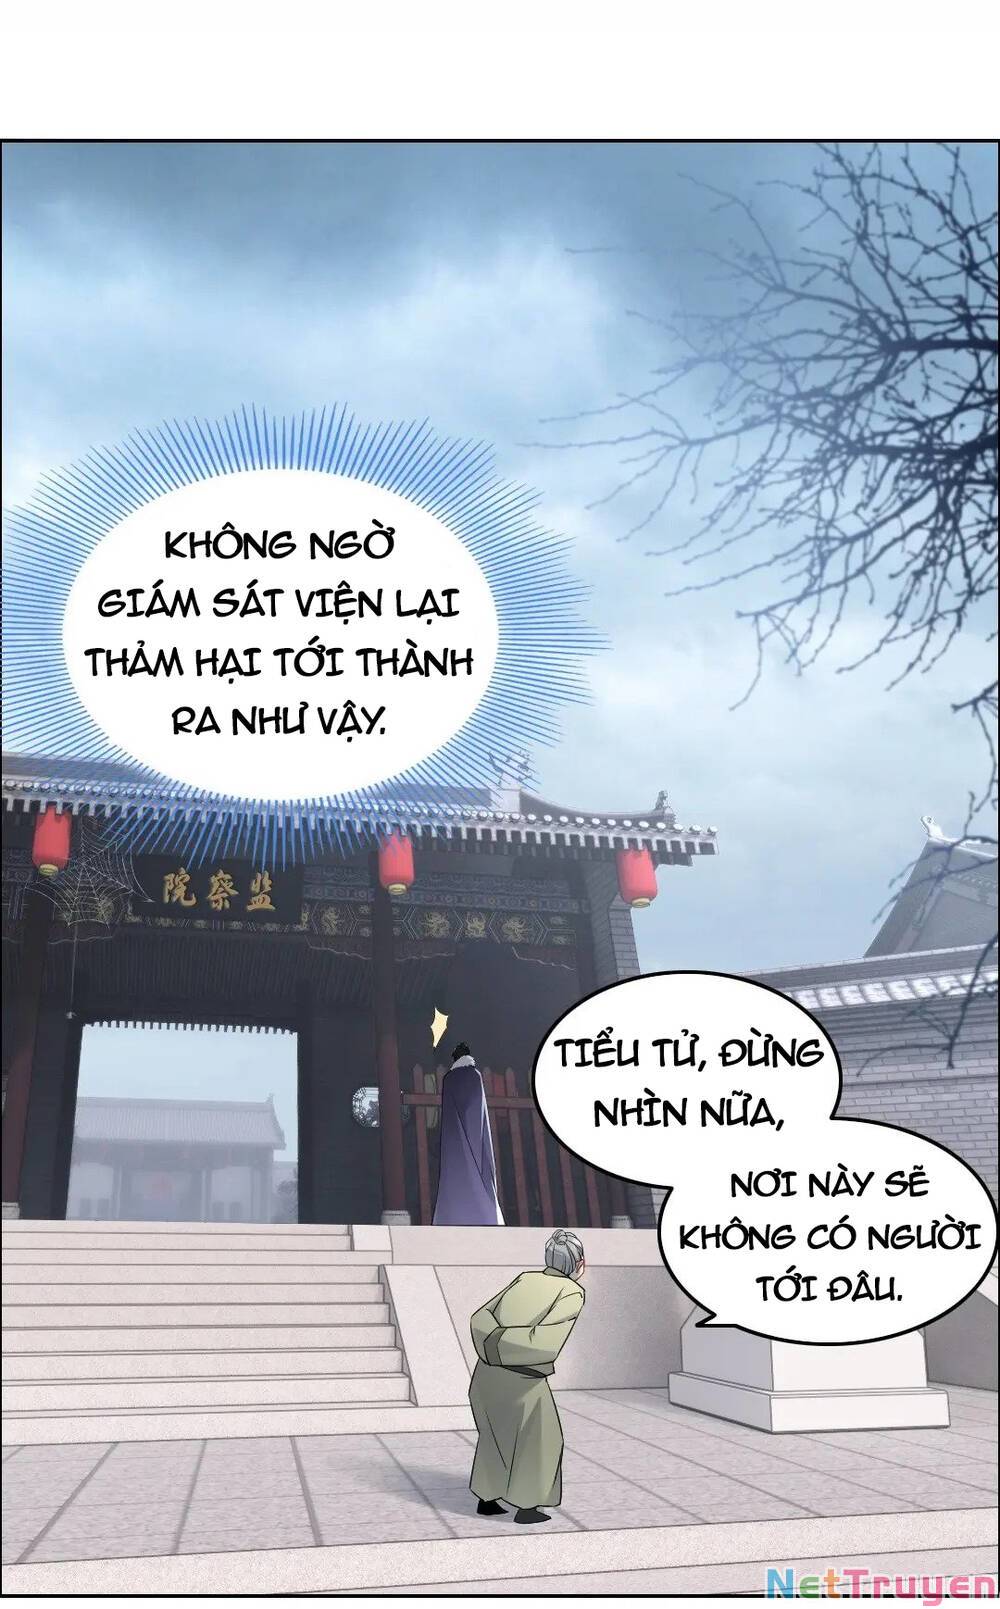 KHÔNG NGỜ
GIÁM SÁT VIỆN LẠI
THẢM HẠI TỚI THÀNH
RA NHƯ VẬY.
院察监
TIỂU TỬ, ĐỪNG
NHÌN NỮA,
NƠI NÀY SẼ
KHÔNG CÓ NGƯỜI
TỚI ĐÂU.
NetTruyen